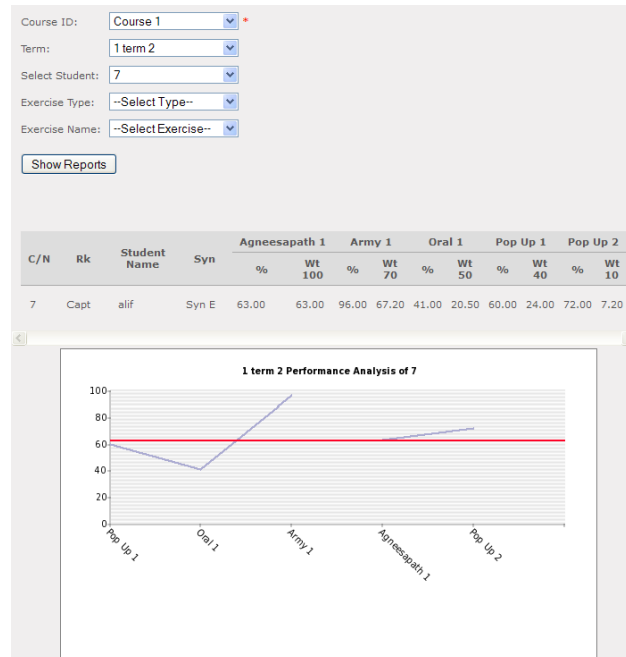 Course ID: Course 1 *
Term: 1 term 2
Select Student: 7
Exercise Type: --Select Type--
Exercise Name: --Select Exercise--
Show Reports
C/N Rk Student Name Syn Agneesapath 1 Army 1 Oral 1 Pop Up 1 Pop Up 2
% Wt 100 % Wt 70 % Wt 50 % Wt 40 % Wt 10
7 Capt alif Syn E 63.00 63.00 96.00 67.20 41.00 20.50 60.00 24.00 72.00 7.20
1 term 2 Performance Analysis of 7
100
80
60
40
20
0
Pop Up 1 Oral 1 Army 1 Agneesapath 1 Pop Up 2